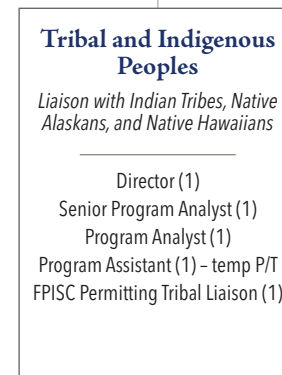 Tribal and Indigenous
Peoples
Liaison with Indian Tribes, Native
Alaskans, and Native Hawaiians
Director (1)
Senior Program Analyst (1)
Program Analyst (1)
Program Assistant (1) – temp P/T
FPISC Permitting Tribal Liaison (1)